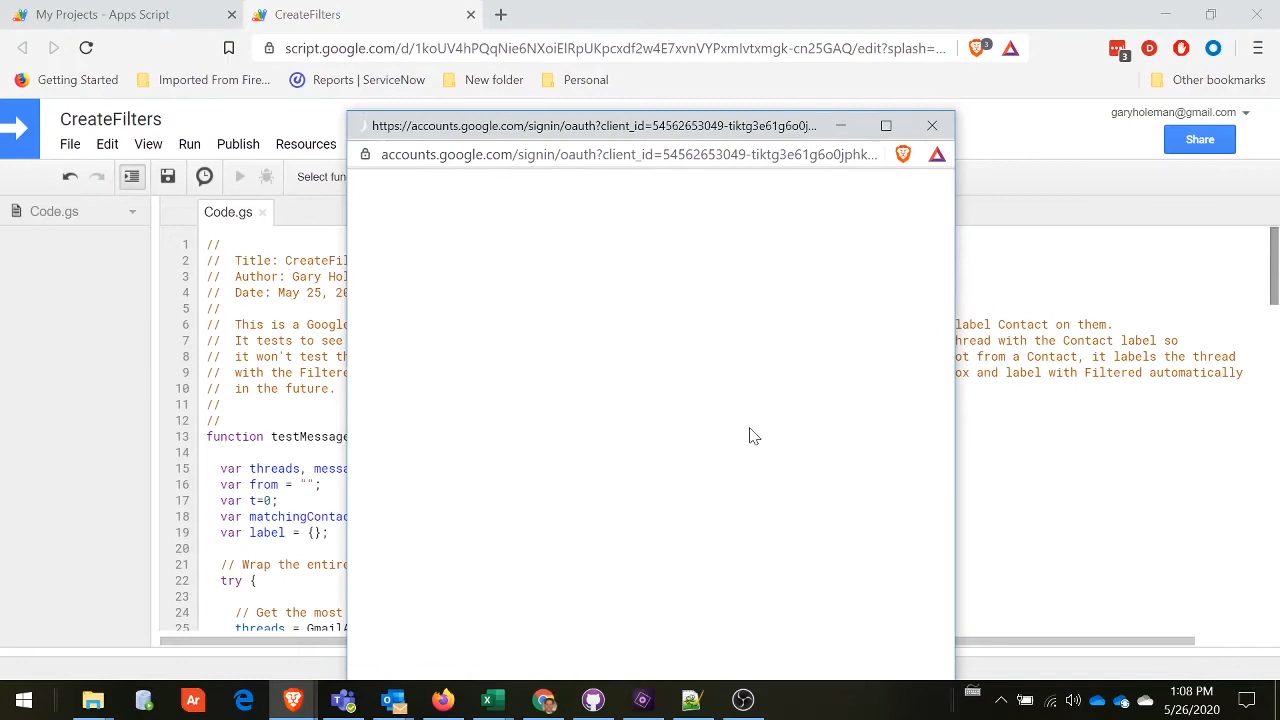 My Projects - Apps Script
CreateFilters
script.google.com/d/1koUV4hPQqNie6NXoiElRpUKpcxdf2w4E7xvnVYPxmIvtxmgk-cn25GAQ/edit?splash=...
3
3
Getting Started
Imported From Fire...
Reports | ServiceNow
New folder
Personal
Other bookmarks
CreateFilters
garyholeman@gmail.com
File Edit View Run Publish Resources
Share
https://accounts.google.com/signin/oauth?client_id=54562653049-tiktg3e61g6o0j...
accounts.google.com/signin/oauth?client_id=54562653049-tiktg3e61g6o0jphk...
Select fun
Code.gs
Code.gs
1 //
2 // Title: CreateFil
3 // Author: Gary Hol
4 // Date: May 25, 20
5 //
6 // This is a Google label Contact on them.
7 // It tests to see hread with the Contact label so
8 // it won't test th ot from a Contact, it labels the thread
9 // with the Filtere ox and label with Filtered automatically
10 // in the future.
11 //
12 //
13 function testMessage
14
15 var threads, messa
16 var from = "";
17 var t=0;
18 var matchingContac
19 var label = {};
20
21 // Wrap the entire
22 try {
23
24 // Get the most
25 threads = GmailA
Ar
1:08 PM
5/26/2020